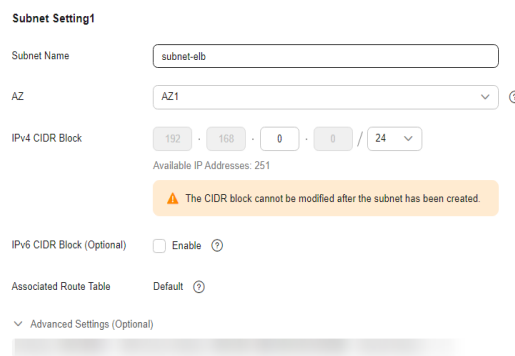 Subnet Setting1
Subnet Name subnet-elb
AZ AZ1
IPv4 CIDR Block 192 . 168 . 0 . 0 / 24
Available IP Addresses: 251
The CIDR block cannot be modified after the subnet has been created.
IPv6 CIDR Block (Optional) Enable ?
Associated Route Table Default ?
Advanced Settings (Optional)